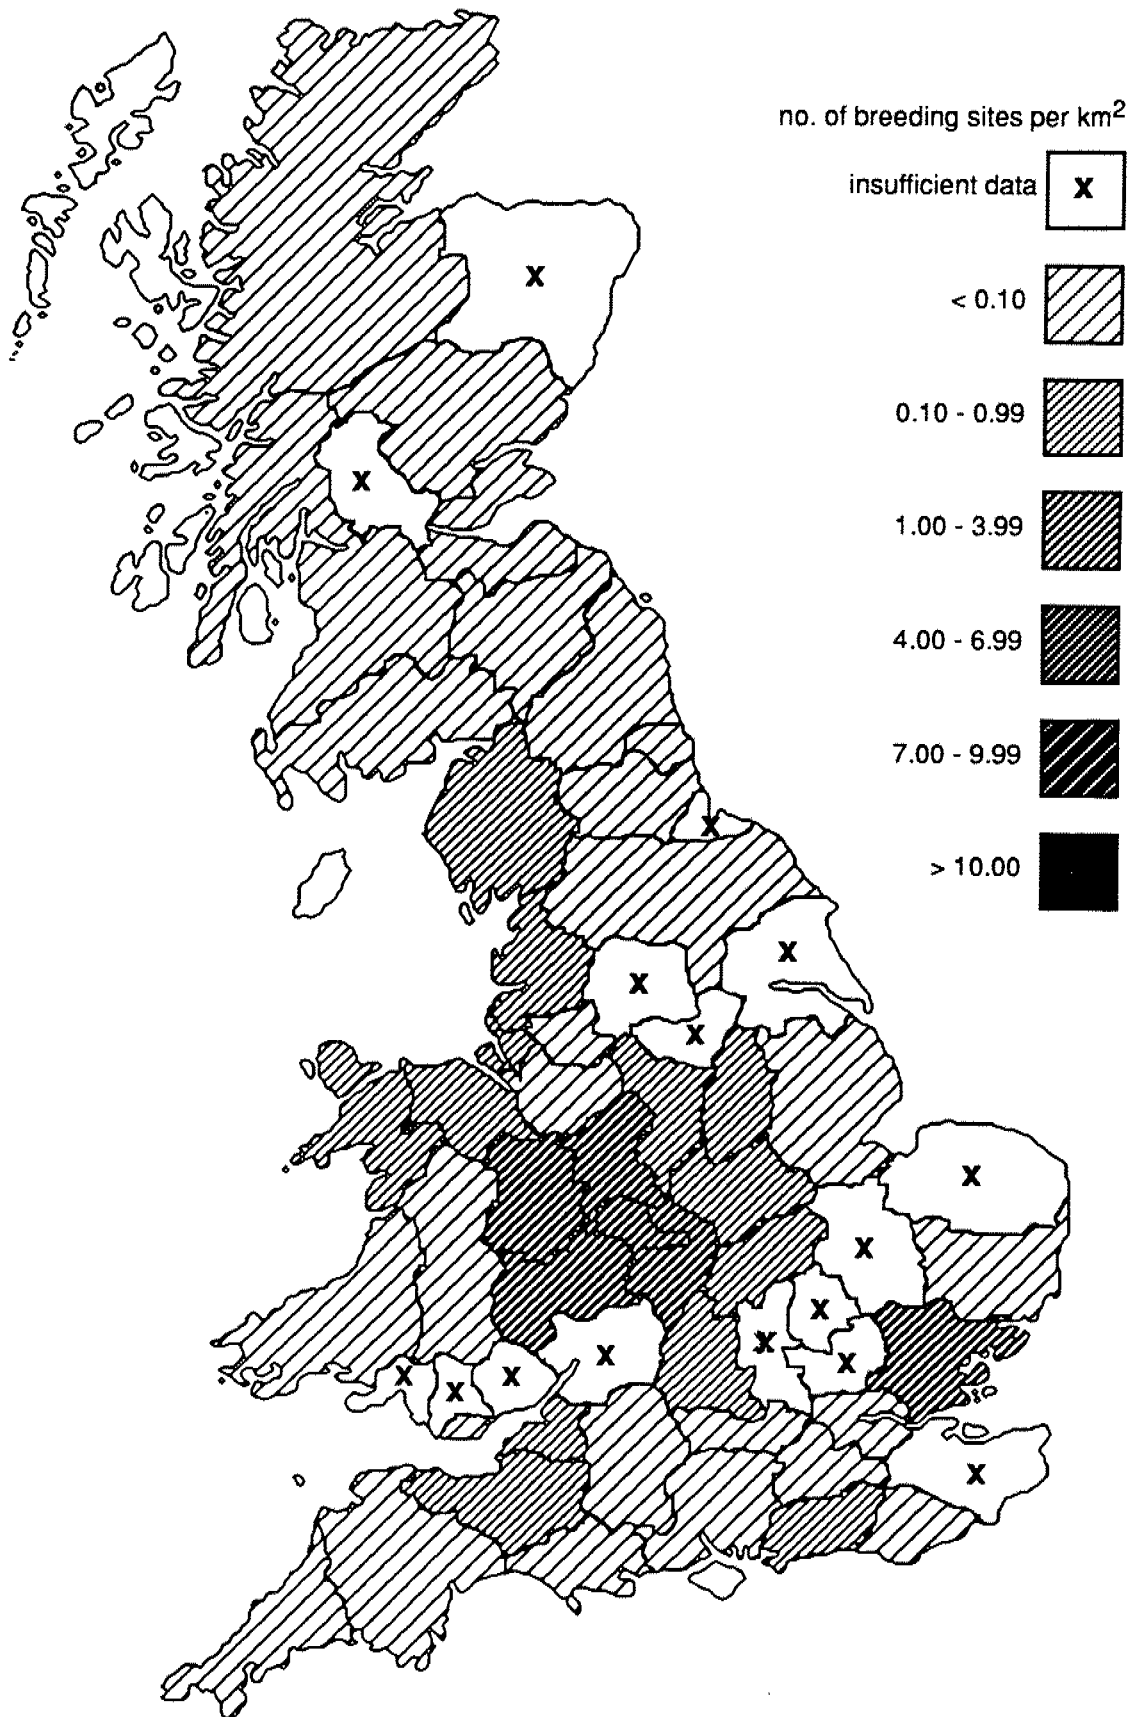 no. of breeding sites per km²
insufficient data x
< 0.10
x
0.10 - 0.99
x
1.00 - 3.99
4.00 - 6.99
7.00 - 9.99
x
> 10.00
x
x
x
x
x
x
x
x
x
x
x
x
x